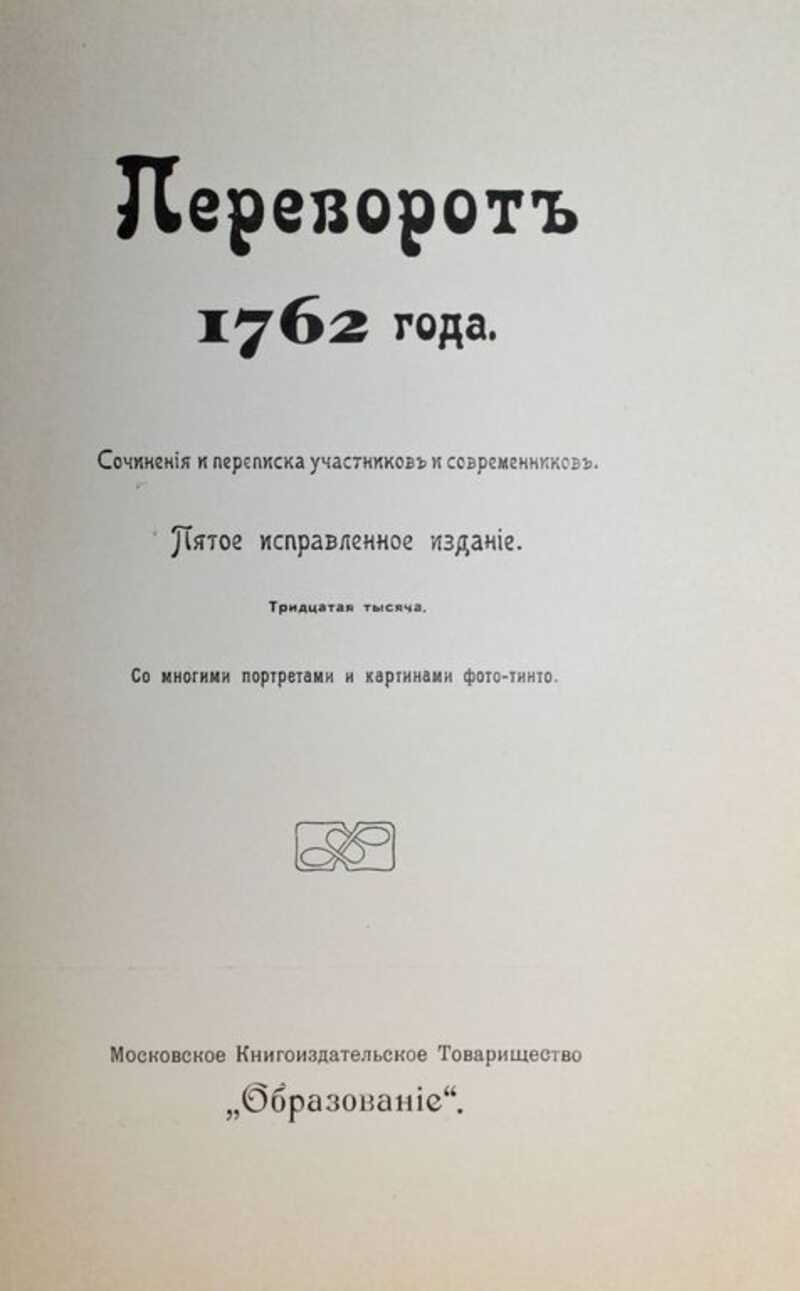 Переворотъ
1762 года.
Сочиненія и переписка участниковъ и современниковъ.
Пятое исправленное изданіе.
Тридцатая тысяча.
Со многими портретами и картинами фото-тинто.
Московское Книгоиздательское Товарищество
„Образованіе“.